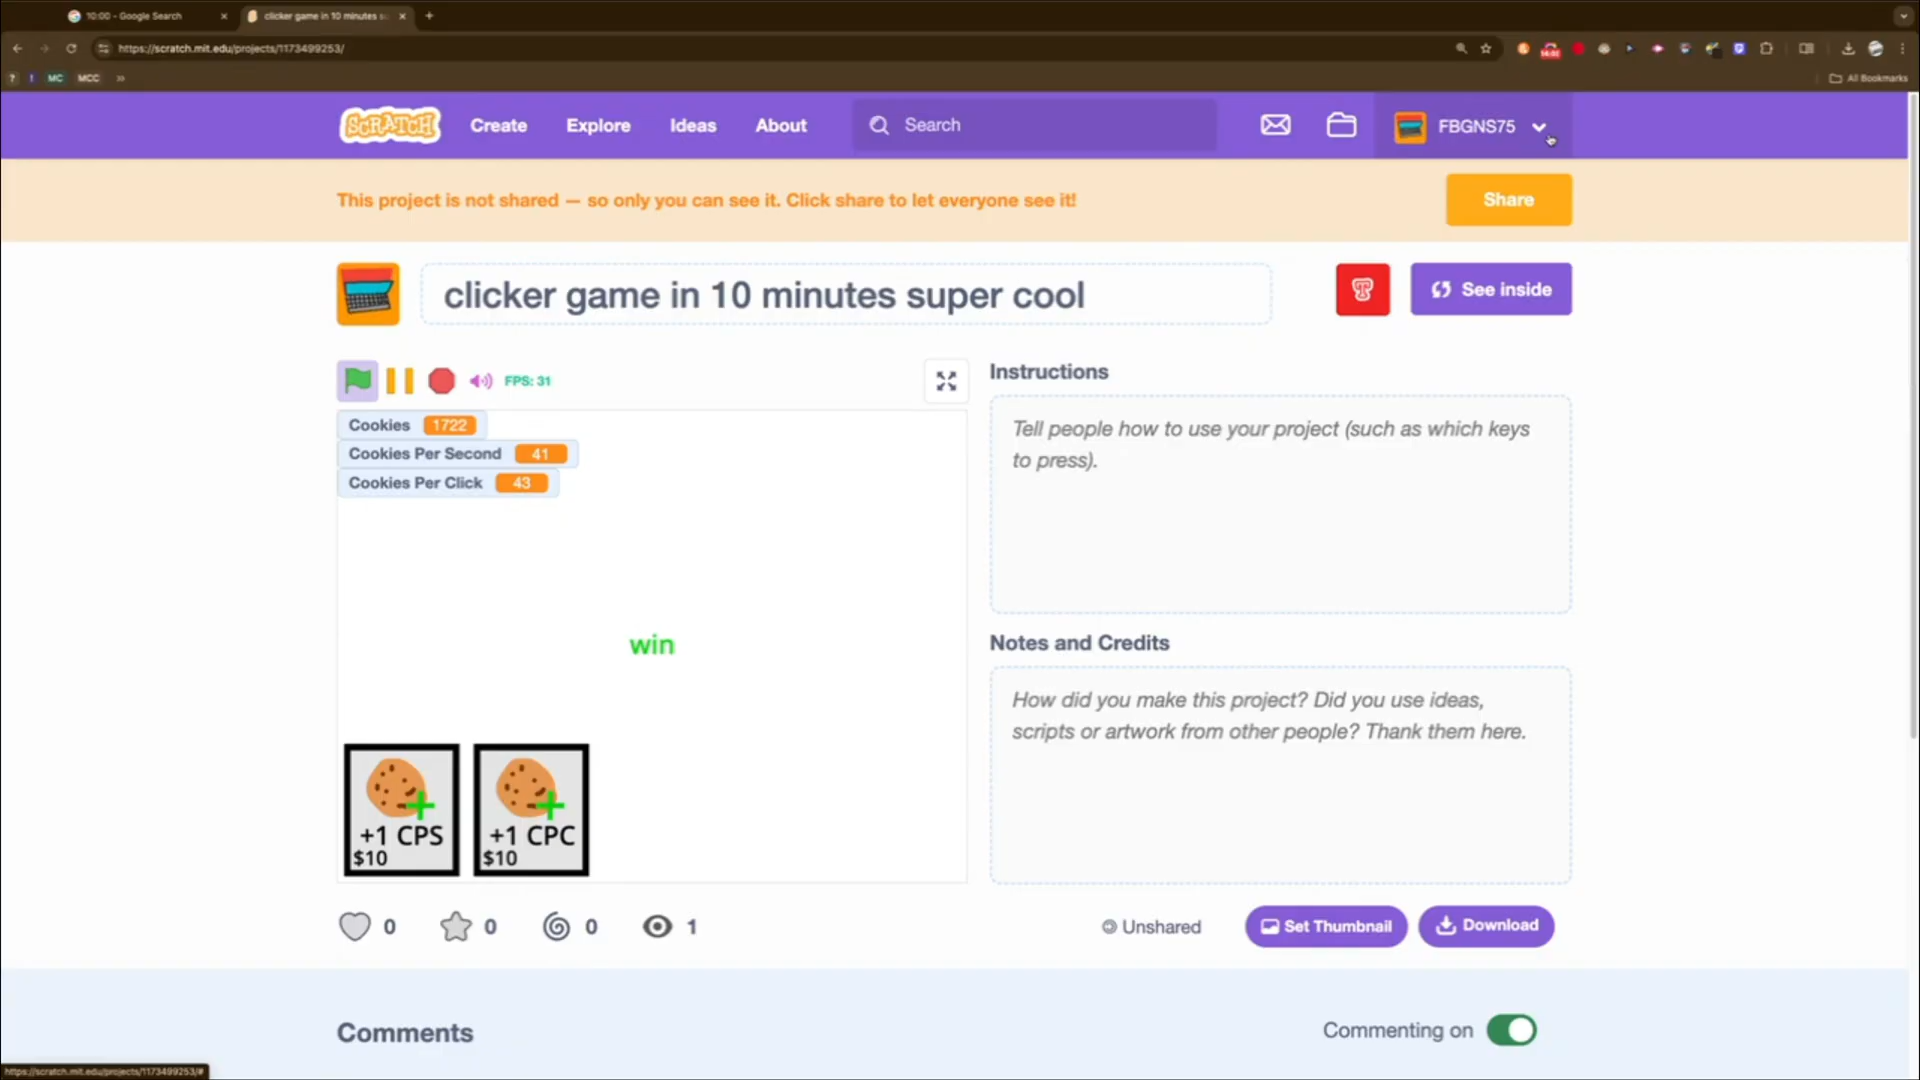 10:00 - Google Search
clicker game in 10 minutes su
https://scratch.mit.edu/projects/1173499253/
? ! MC MCC »
All Bookmarks
SCRATCH Create Explore Ideas About Search FBGNS75
This project is not shared — so only you can see it. Click share to let everyone see it!
Share
clicker game in 10 minutes super cool
See inside
FPS: 31
Cookies 1722
Cookies Per Second 41
Cookies Per Click 43
win
+1 CPS
$10
+1 CPC
$10
Instructions
Tell people how to use your project (such as which keys
to press).
Notes and Credits
How did you make this project? Did you use ideas,
scripts or artwork from other people? Thank them here.
0 0 0 1
Unshared
Set Thumbnail
Download
Comments
Commenting on
https://scratch.mit.edu/projects/1173499253/#